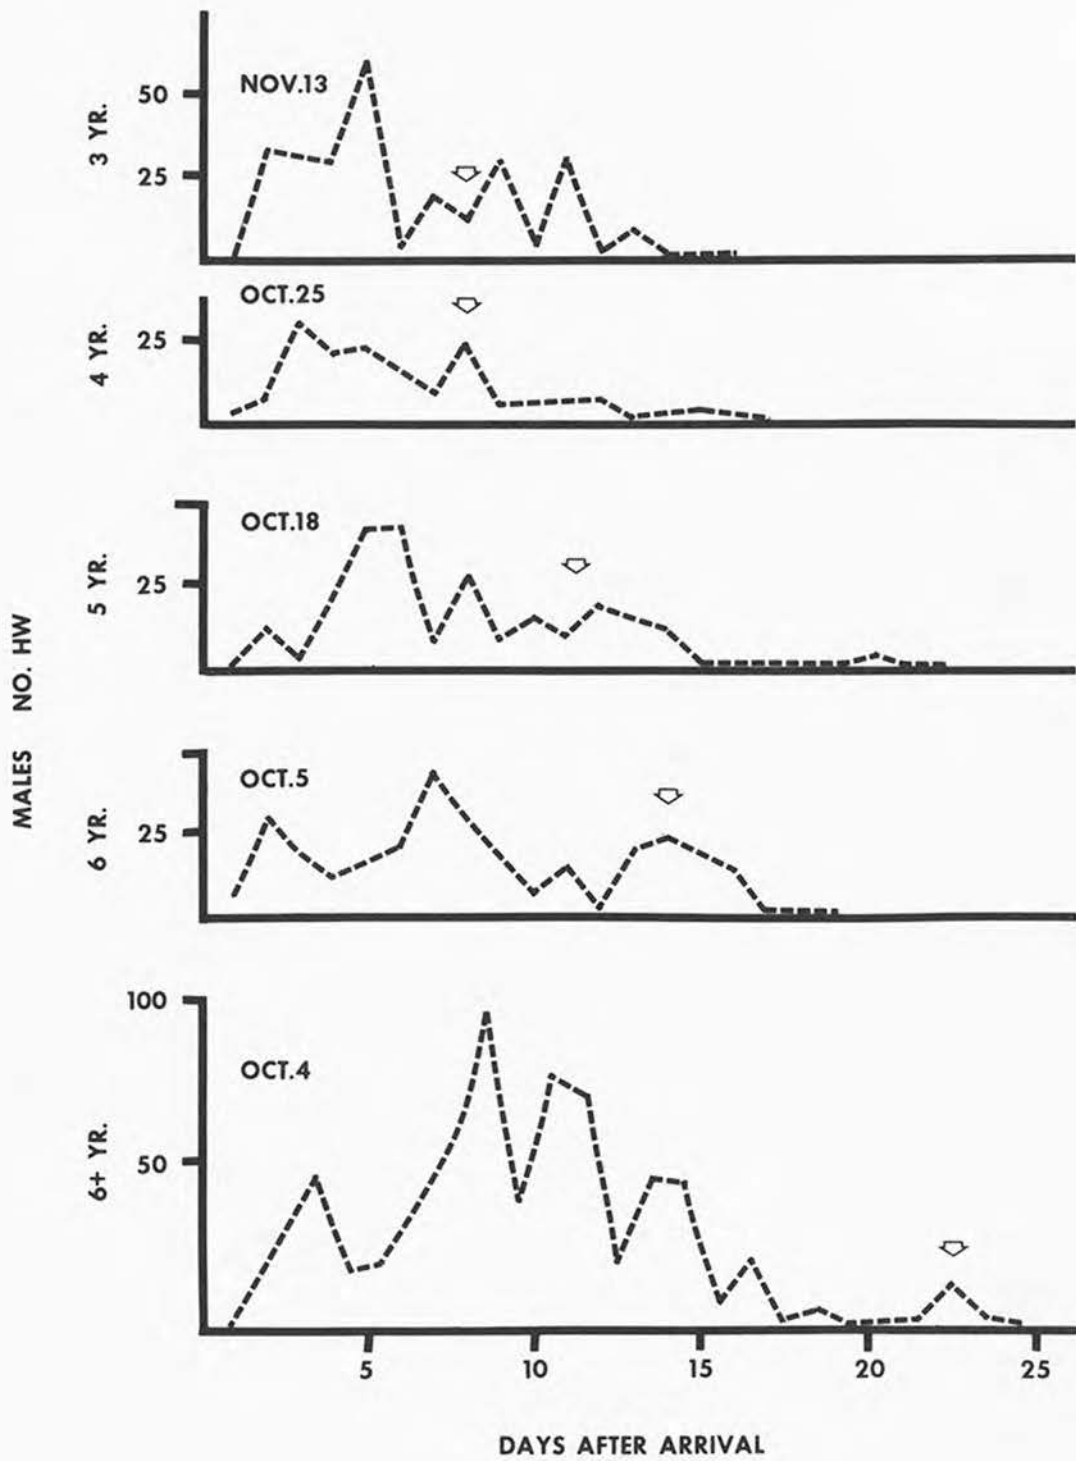 NOV.13
50
25
3 YR.
OCT.25
25
4 YR.
OCT.18
25
5 YR.
OCT.5
25
6 YR.
100
OCT.4
50
6+ YR.
MALES NO. HW
5 10 15 20 25
DAYS AFTER ARRIVAL